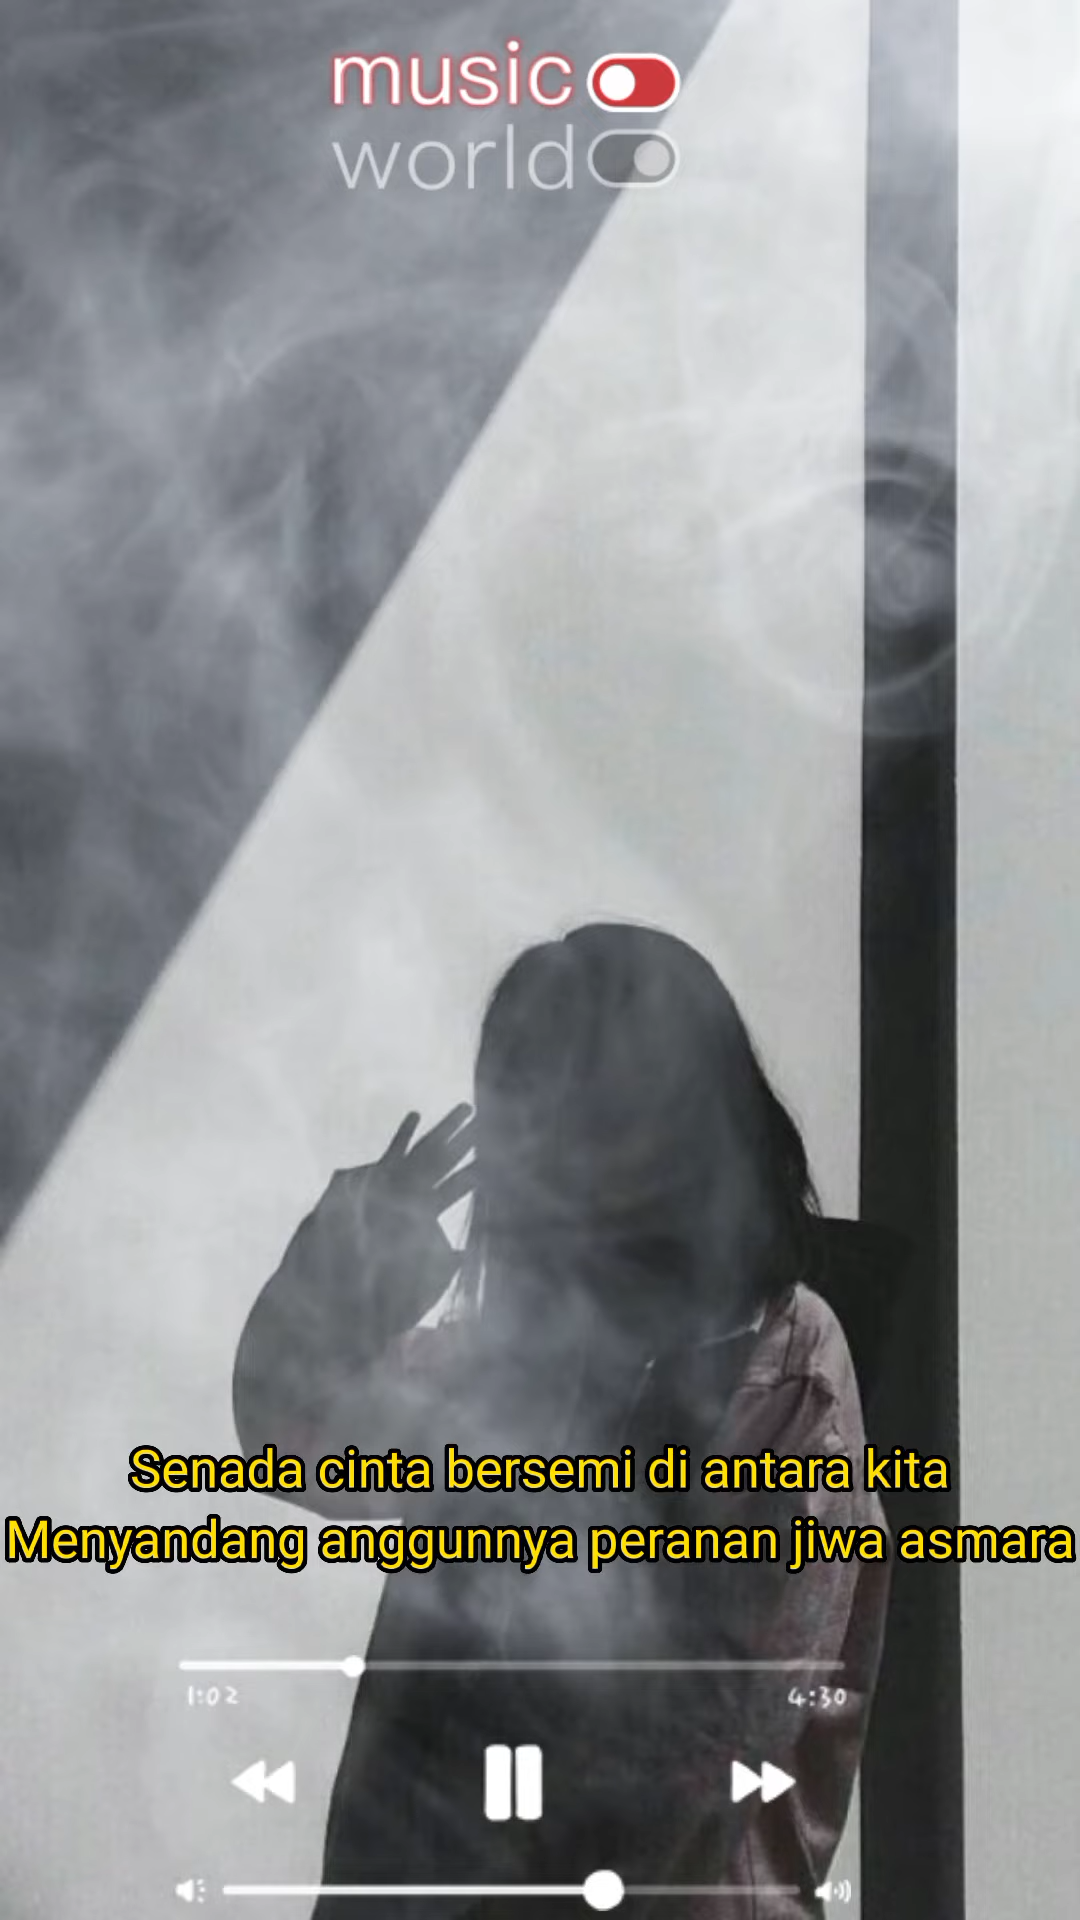 music
world
Senada cinta bersemi di antara kita
Menyandang anggunnya peranan jiwa asmara
1:02 4:30